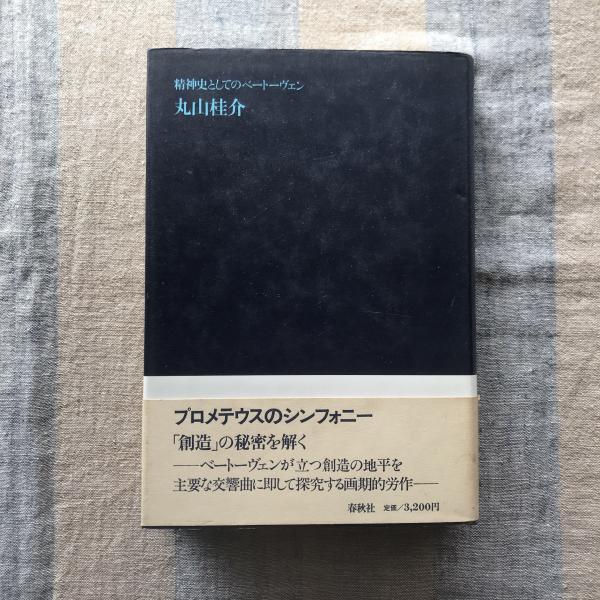 精神史としてのベートーヴェン
丸山桂介
プロメテウスのシンフォニー
「創造」の秘密を解く
──ベートーヴェンが立つ創造の地平を
主要な交響曲に即して探究する画期的労作──
春秋社 定価/3,200円